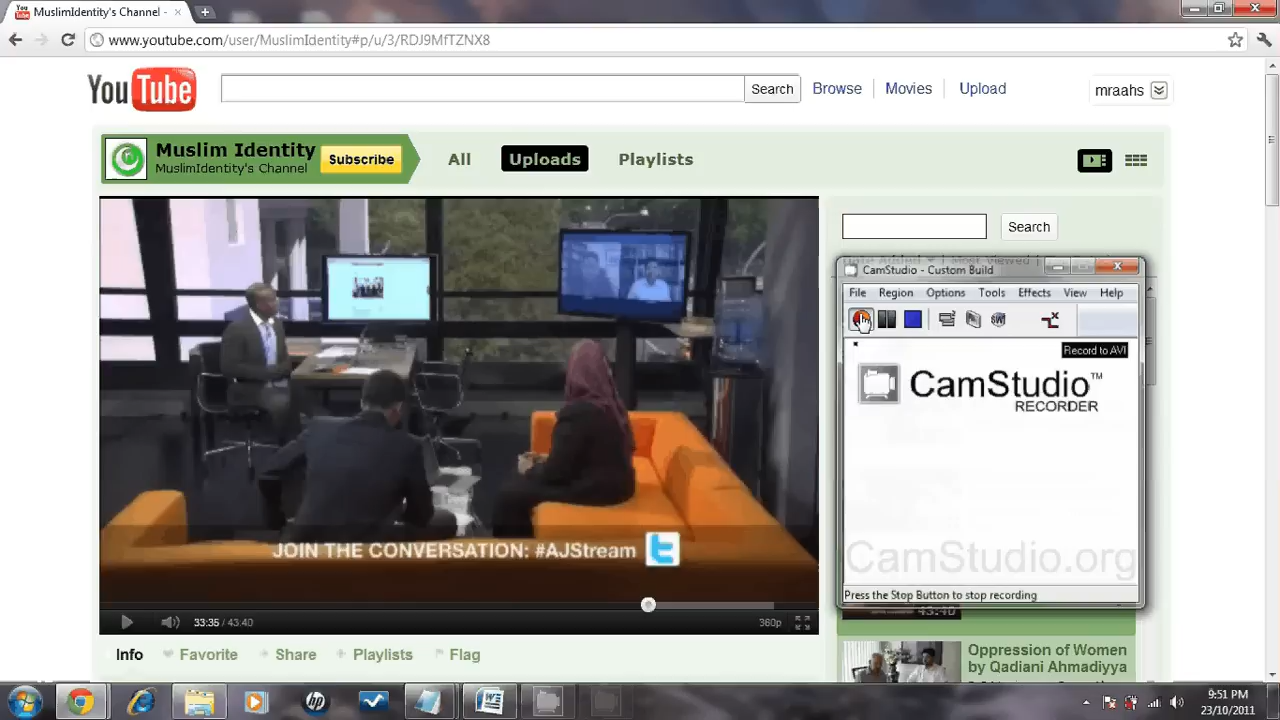 MuslimIdentity's Channel -
www.youtube.com/user/MuslimIdentity#p/u/3/RDJ9MfTZNX8
YouTube
Search
Browse
Movies
Upload
mraahs
Muslim Identity
MuslimIdentity's Channel
Subscribe
All
Uploads
Playlists
Search
CamStudio - Custom Build
File Region Options Tools Effects View Help
Record to AVI
CamStudio™
RECORDER
CamStudio.org
Press the Stop Button to stop recording
JOIN THE CONVERSATION: #AJStream
33:35 / 43:40
360p
43:40
Info
Favorite
Share
Playlists
Flag
Oppression of Women
by Qadiani Ahmadiyya
9:51 PM
23/10/2011